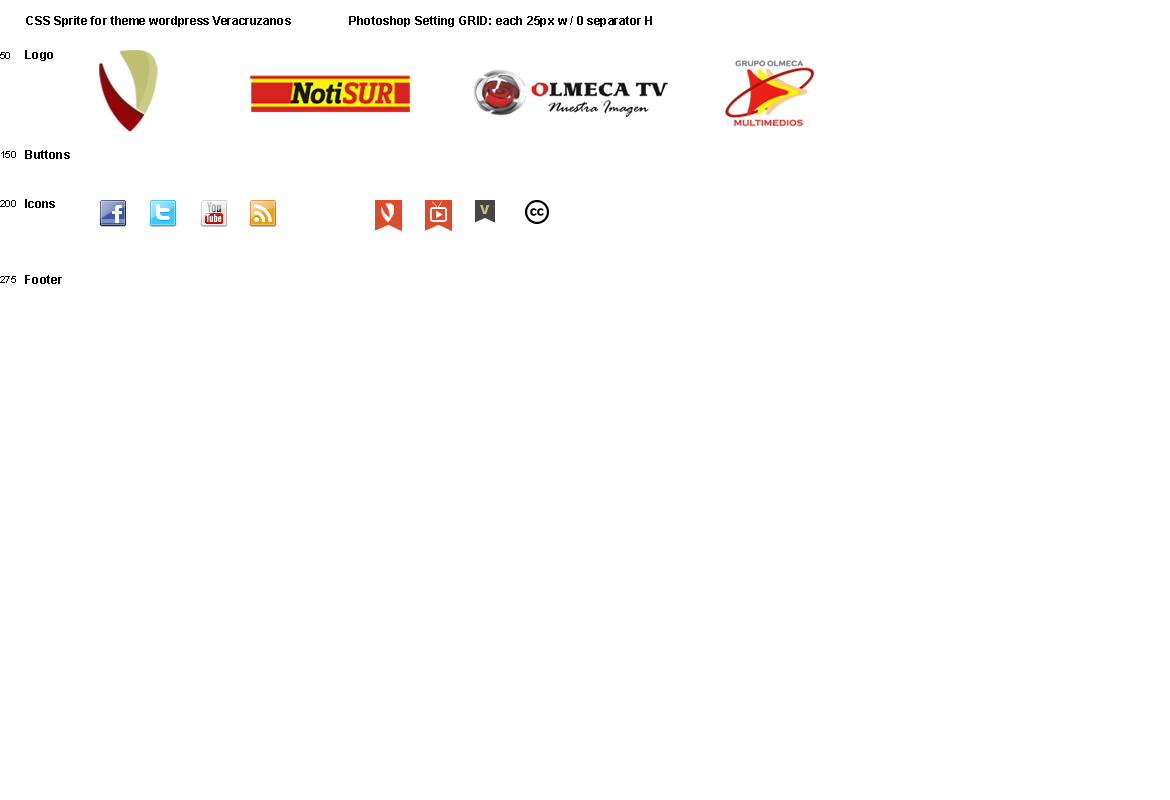 CSS Sprite for theme wordpress Veracruzanos
Photoshop Setting GRID: each 25px w / 0 separator H
50 Logo
NotiSUR
OLMECA TV
Nuestra Imagen
GRUPO OLMECA
MULTIMEDIOS
150 Buttons
200 Icons
f
t
You
Tube
V
cc
275 Footer